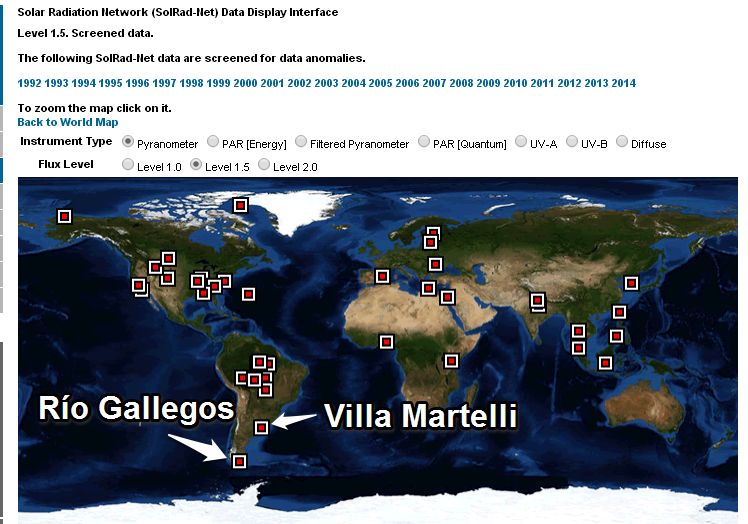 Solar Radiation Network (SolRad-Net) Data Display Interface
Level 1.5. Screened data.
The following SolRad-Net data are screened for data anomalies.
1992 1993 1994 1995 1996 1997 1998 1999 2000 2001 2002 2003 2004 2005 2006 2007 2008 2009 2010 2011 2012 2013 2014
To zoom the map click on it.
Back to World Map
Instrument Type Pyranometer PAR [Energy] Filtered Pyranometer PAR [Quantum] UV-A UV-B Diffuse
Flux Level Level 1.0 Level 1.5 Level 2.0
Río Gallegos
Villa Martelli